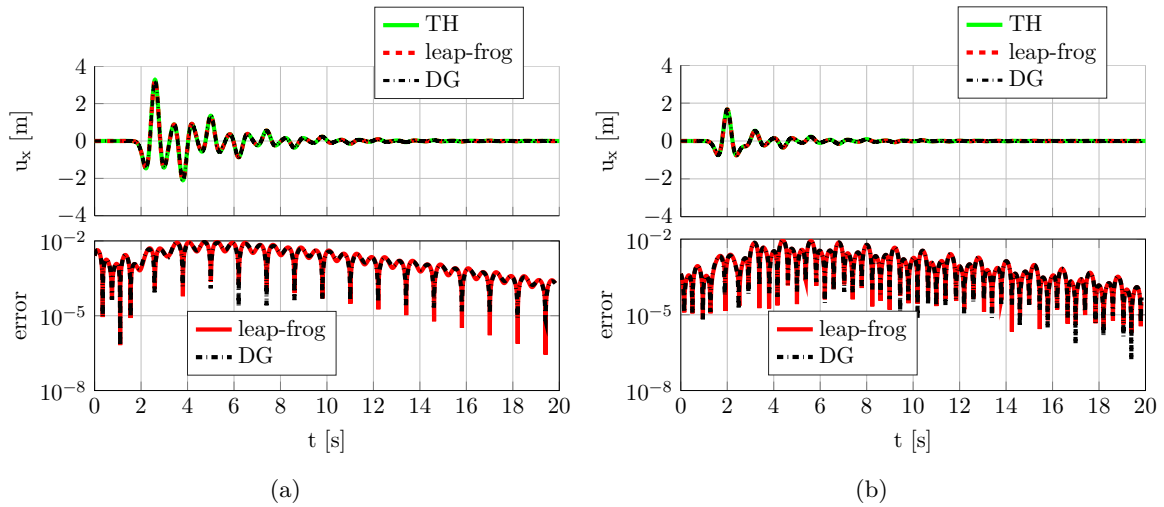 TH
leap-frog
DG
4
2
0
−2
−4
u_x [m]
10^−2
10^−5
10^−8
error
leap-frog
DG
0 2 4 6 8 10 12 14 16 18 20
t [s]
(a)
TH
leap-frog
DG
4
2
0
−2
−4
u_x [m]
10^−2
10^−5
10^−8
error
leap-frog
DG
0 2 4 6 8 10 12 14 16 18 20
t [s]
(b)